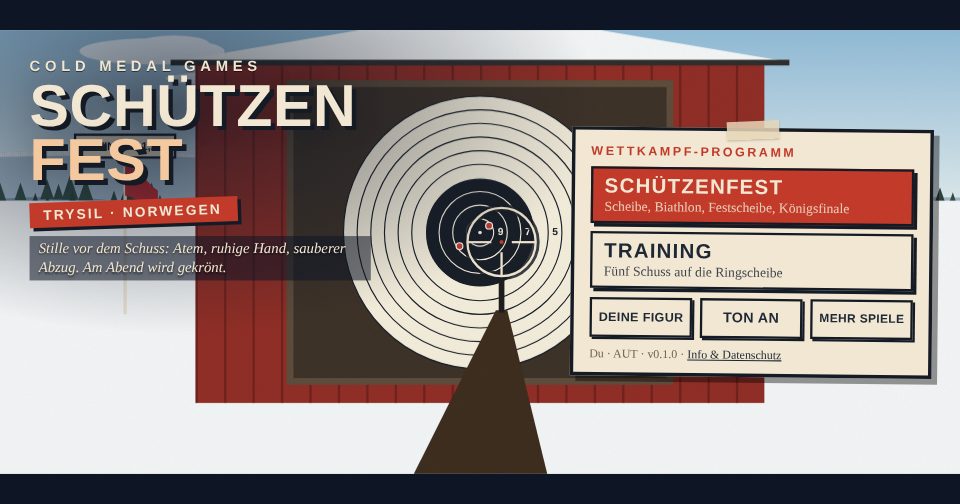 COLD MEDAL GAMES
SCHÜTZEN
FEST
TRYSIL · NORWEGEN
Stille vor dem Schuss: Atem, ruhige Hand, sauberer
Abzug. Am Abend wird gekrönt.
9 7 5
WETTKAMPF-PROGRAMM
SCHÜTZENFEST
Scheibe, Biathlon, Festscheibe, Königsfinale
TRAINING
Fünf Schuss auf die Ringscheibe
DEINE FIGUR
TON AN
MEHR SPIELE
Du · AUT · v0.1.0 · Info & Datenschutz